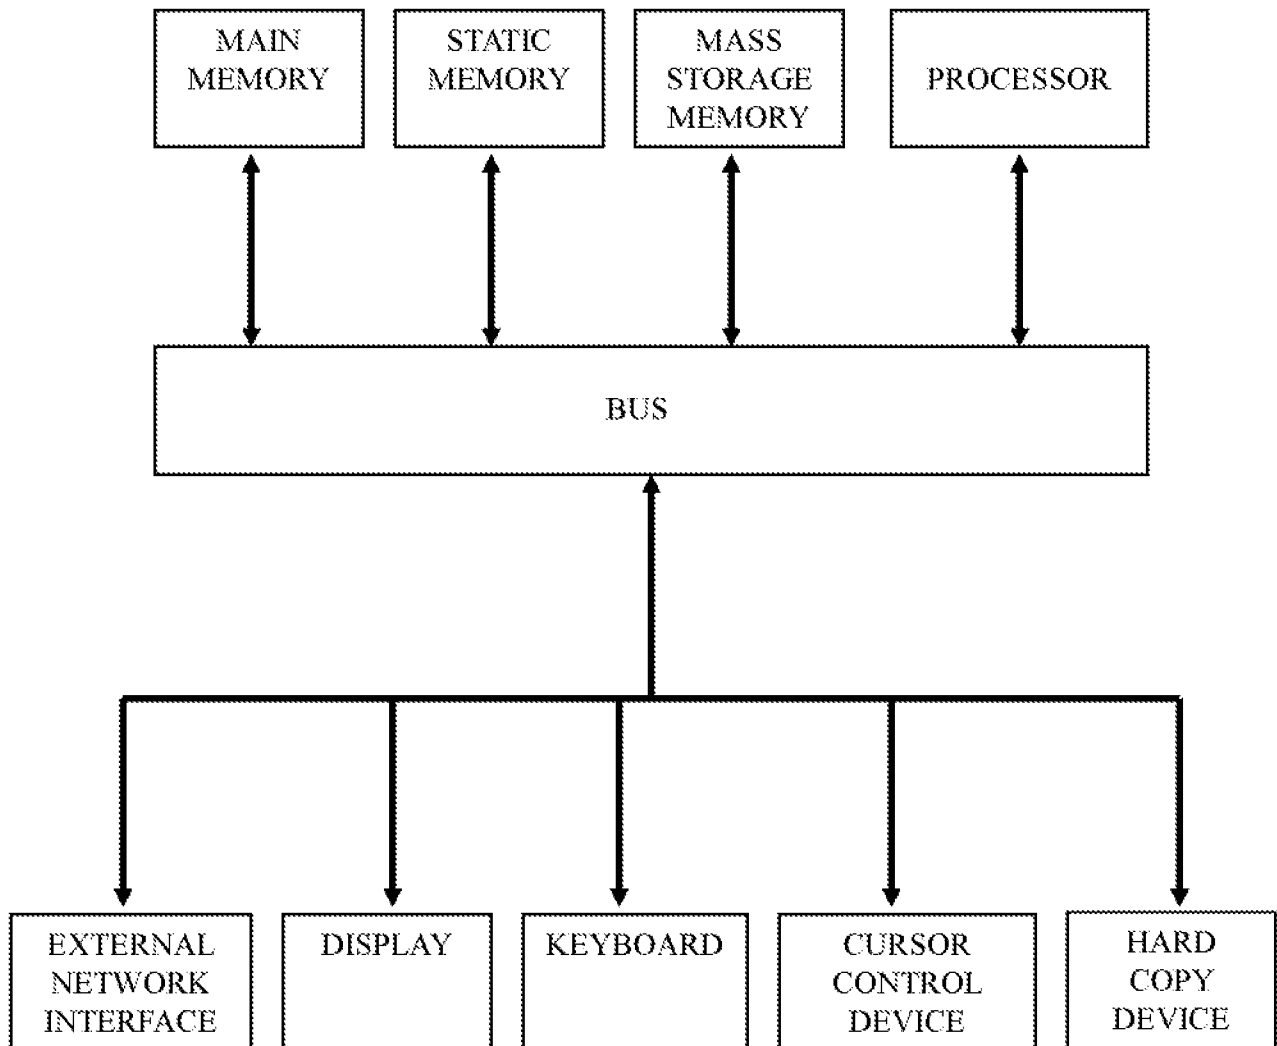 MAIN
MEMORY
STATIC
MEMORY
MASS
STORAGE
MEMORY
PROCESSOR
BUS
EXTERNAL
NETWORK
INTERFACE
DISPLAY
KEYBOARD
CURSOR
CONTROL
DEVICE
HARD
COPY
DEVICE